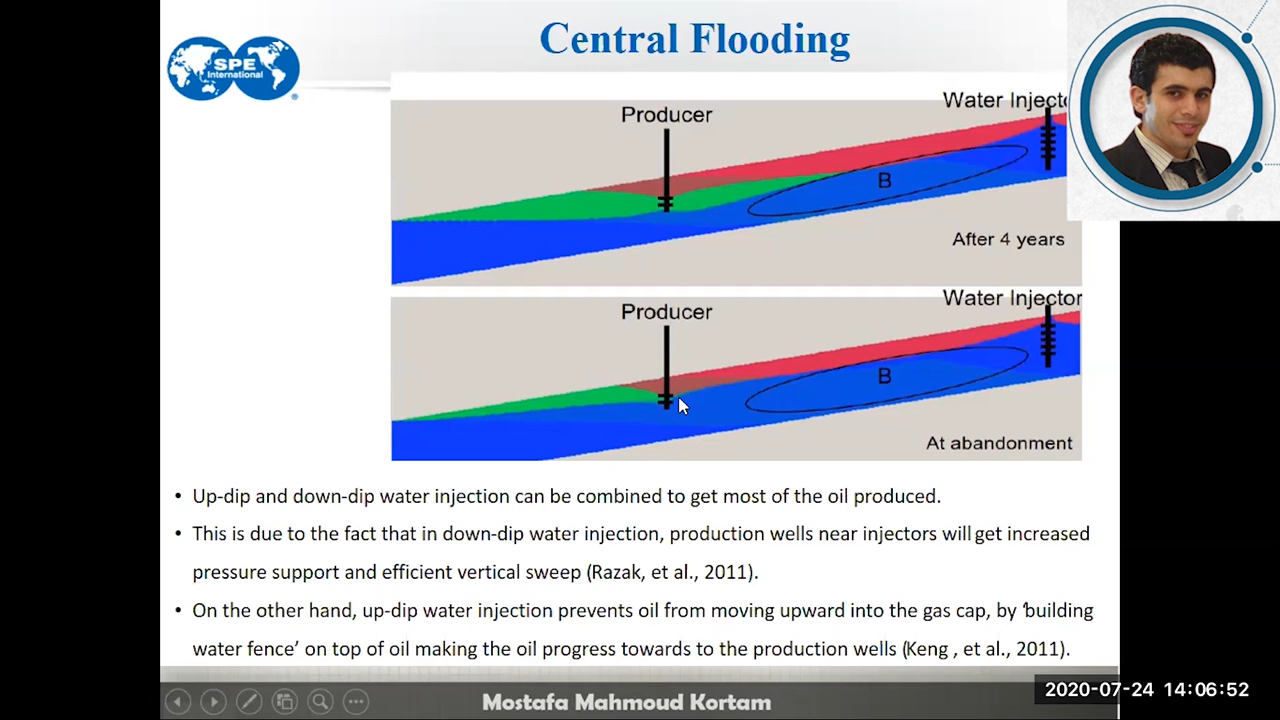 Central Flooding
SPE
International
Producer
Water Injecto
B
After 4 years
Producer
Water Injector
B
At abandonment
• Up-dip and down-dip water injection can be combined to get most of the oil produced.
• This is due to the fact that in down-dip water injection, production wells near injectors will get increased
pressure support and efficient vertical sweep (Razak, et al., 2011).
• On the other hand, up-dip water injection prevents oil from moving upward into the gas cap, by ‘building
water fence’ on top of oil making the oil progress towards to the production wells (Keng , et al., 2011).
Mostafa Mahmoud Kortam
2020-07-24 14:06:52